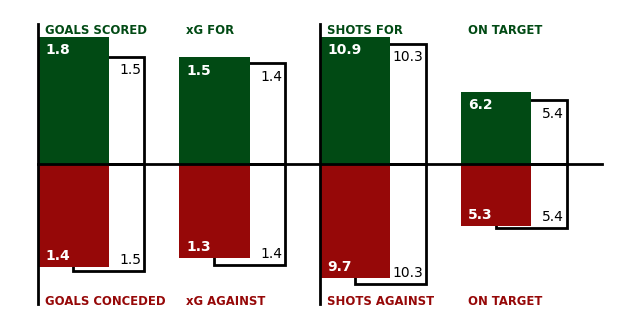 GOALS SCORED xG FOR SHOTS FOR ON TARGET
1.8 1.5 1.5 1.4 10.9 10.3 6.2 5.4
1.4 1.5 1.3 1.4 9.7 10.3 5.3 5.4
GOALS CONCEDED xG AGAINST SHOTS AGAINST ON TARGET